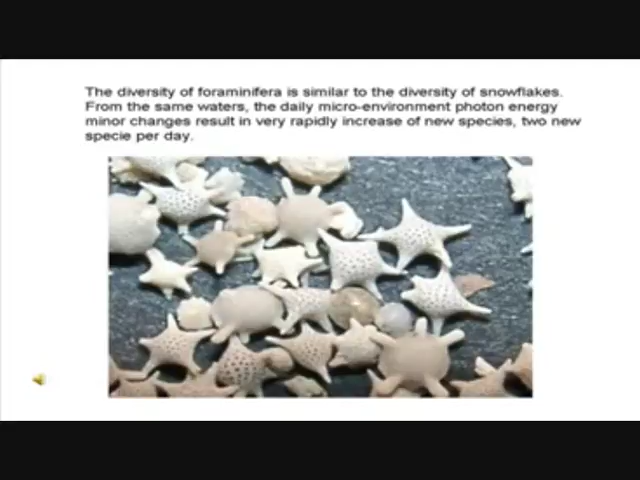 The diversity of foraminifera is similar to the diversity of snowflakes.
From the same waters, the daily micro-environment photon energy
minor changes result in very rapidly increase of new species, two new
specie per day.